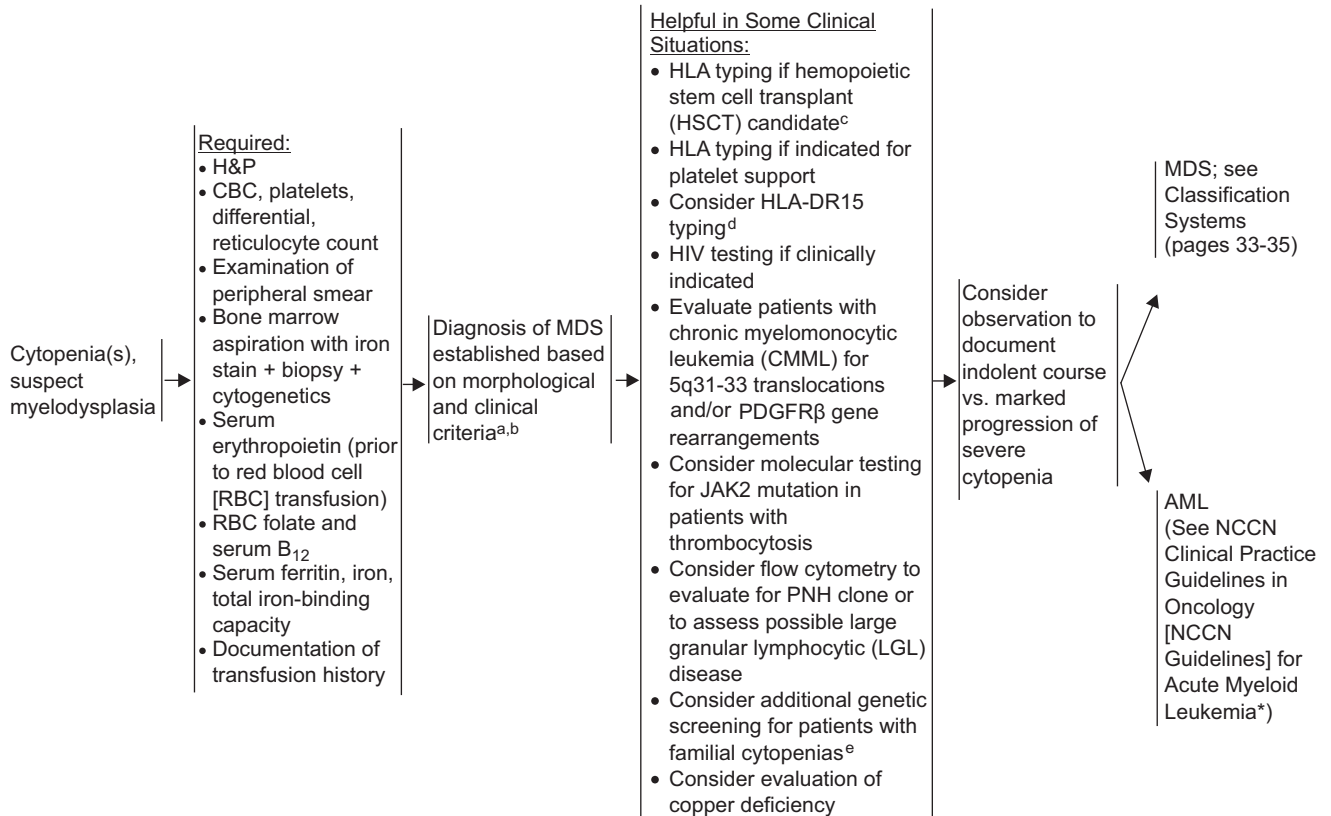 Cytopenia(s),
suspect
myelodysplasia
Required:
• H&P
• CBC, platelets,
differential,
reticulocyte count
• Examination of
peripheral smear
• Bone marrow
aspiration with iron
stain + biopsy +
cytogenetics
• Serum
erythropoietin (prior
to red blood cell
[RBC] transfusion)
• RBC folate and
serum B12
• Serum ferritin, iron,
total iron-binding
capacity
• Documentation of
transfusion history
Diagnosis of MDS
established based
on morphological
and clinical
criteriaa,b
Helpful in Some Clinical
Situations:
• HLA typing if hemopoietic
stem cell transplant
(HSCT) candidatec
• HLA typing if indicated for
platelet support
• Consider HLA-DR15
typingd
• HIV testing if clinically
indicated
• Evaluate patients with
chronic myelomonocytic
leukemia (CMML) for
5q31-33 translocations
and/or PDGFRβ gene
rearrangements
• Consider molecular testing
for JAK2 mutation in
patients with
thrombocytosis
• Consider flow cytometry to
evaluate for PNH clone or
to assess possible large
granular lymphocytic (LGL)
disease
• Consider additional genetic
screening for patients with
familial cytopeniase
• Consider evaluation of
copper deficiency
Consider
observation to
document
indolent course
vs. marked
progression of
severe
cytopenia
MDS; see
Classification
Systems
(pages 33-35)
AML
(See NCCN
Clinical Practice
Guidelines in
Oncology
[NCCN
Guidelines] for
Acute Myeloid
Leukemia*)